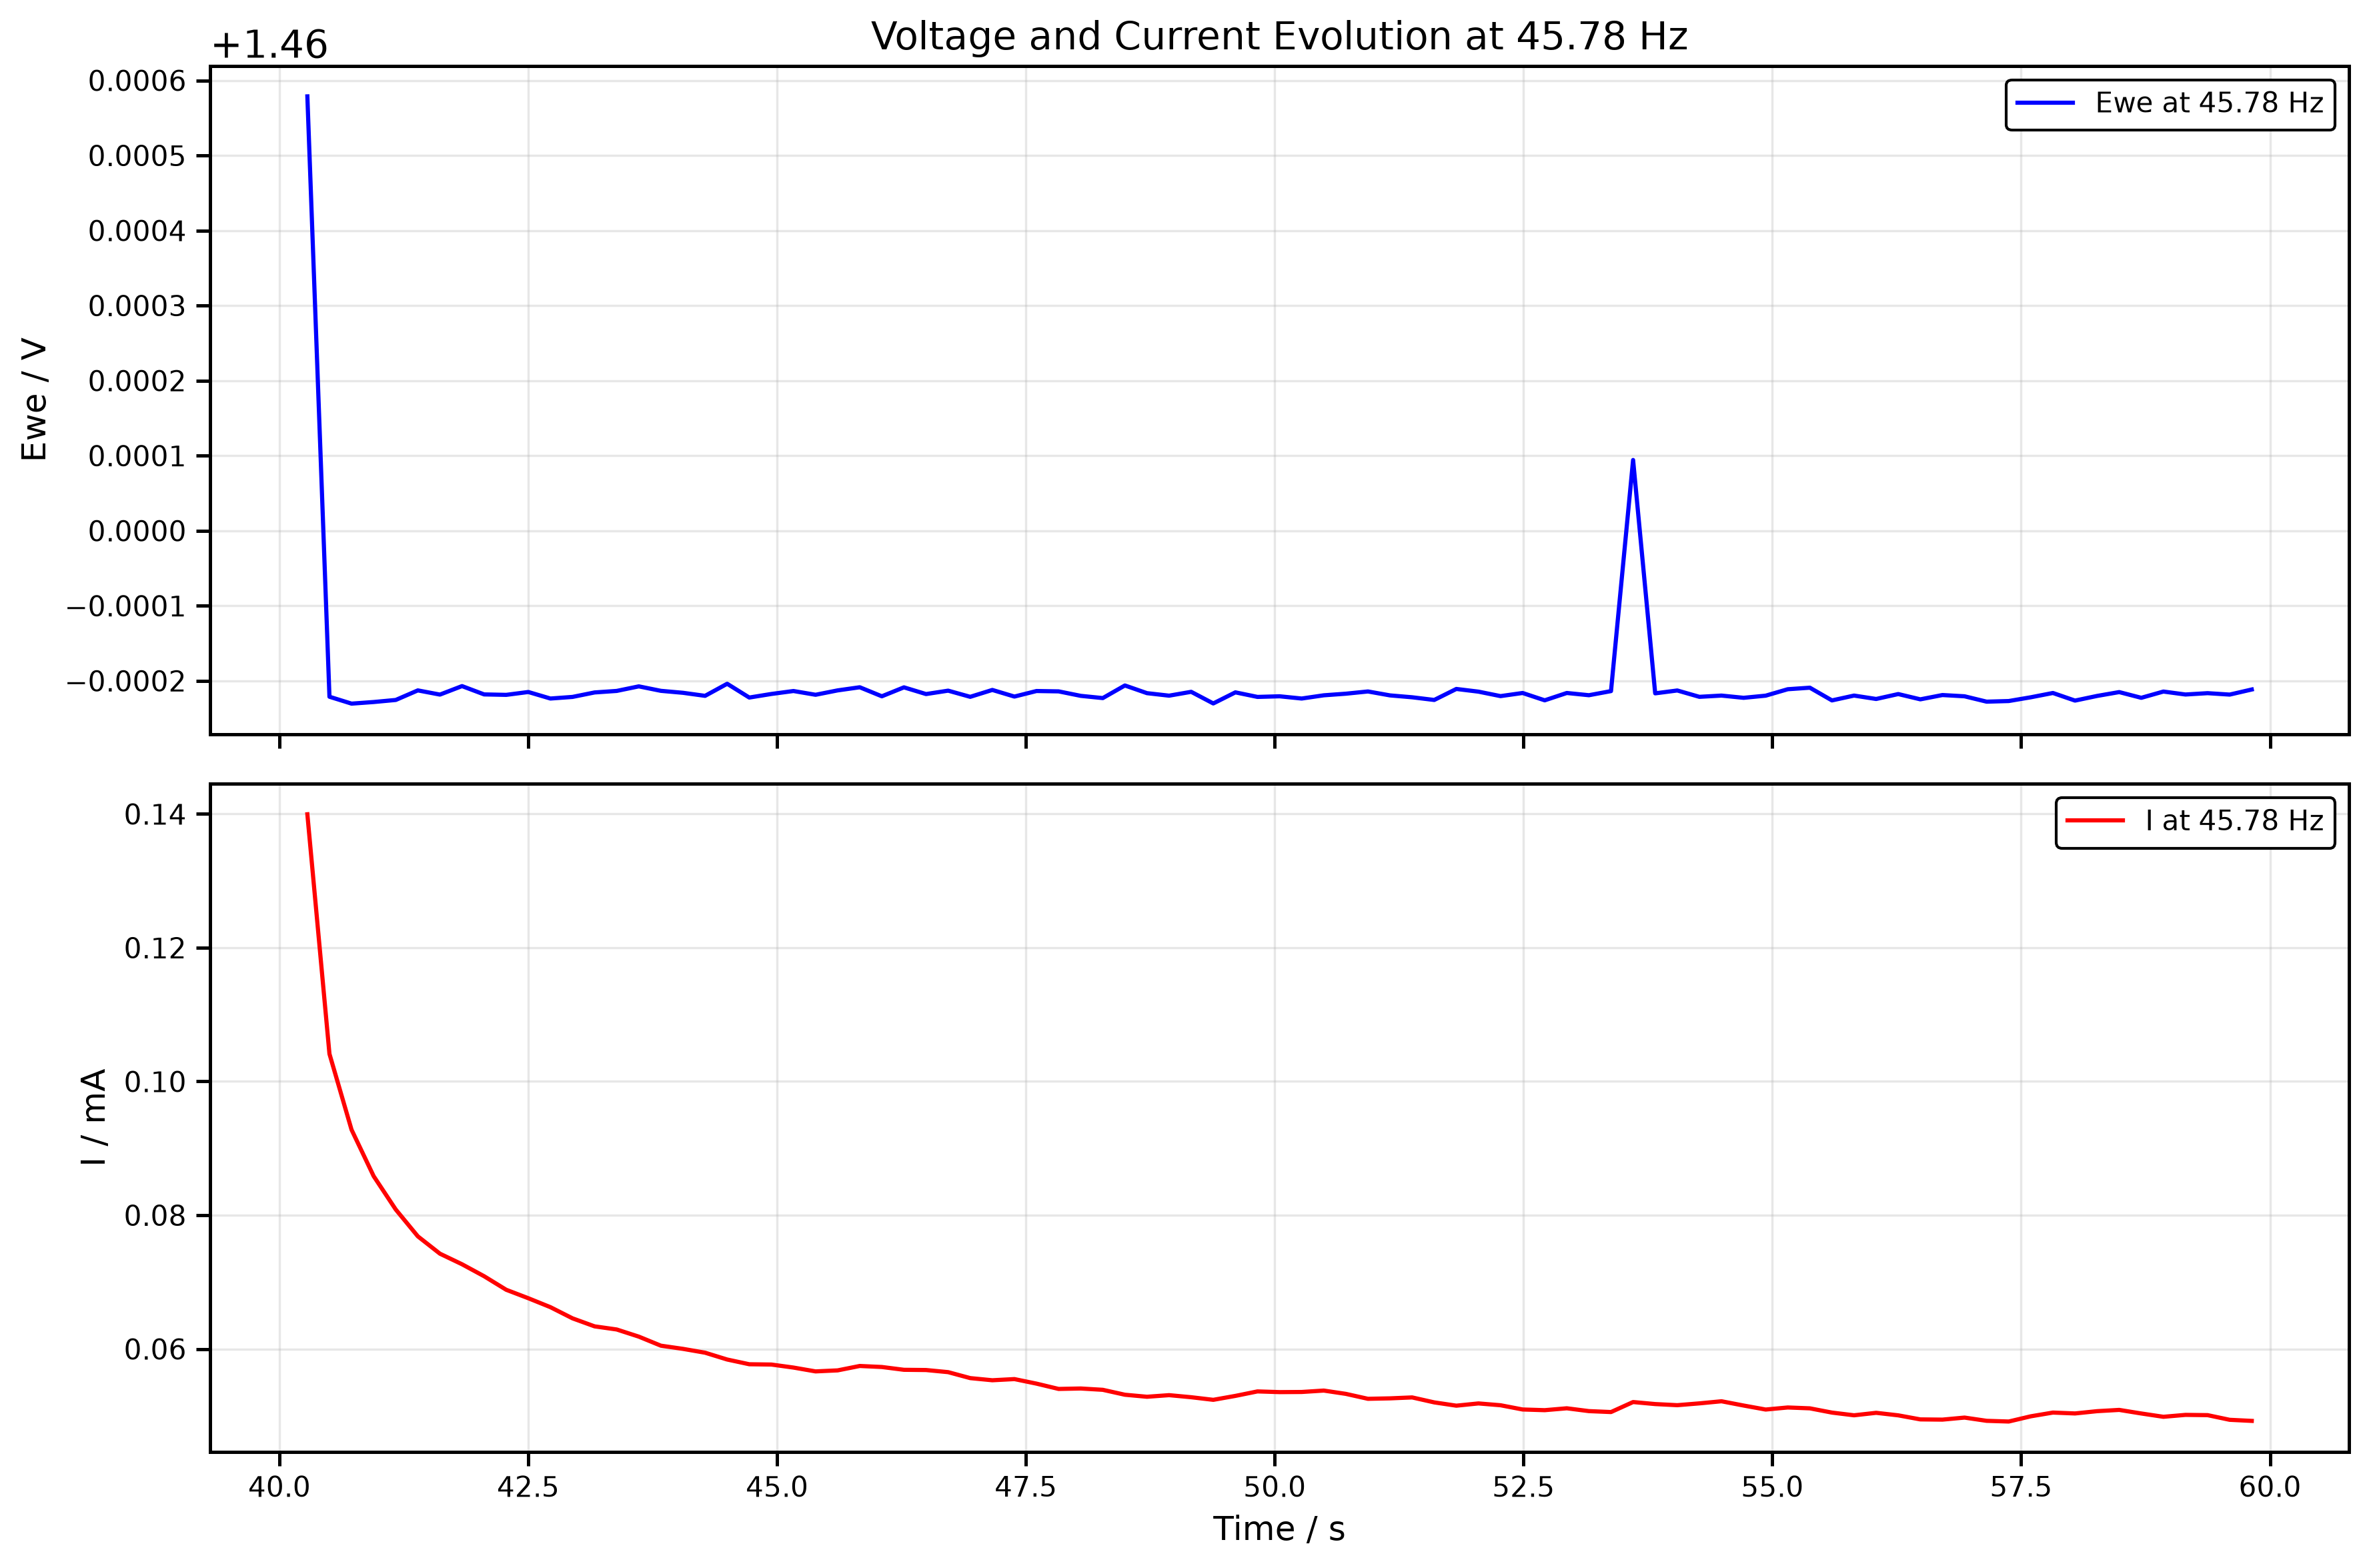 Voltage and Current Evolution at 45.78 Hz
+1.46
0.0006
0.0005
0.0004
0.0003
0.0002
0.0001
0.0000
−0.0001
−0.0002
Ewe / V
Ewe at 45.78 Hz
0.14
0.12
0.10
0.08
0.06
I / mA
I at 45.78 Hz
40.0 42.5 45.0 47.5 50.0 52.5 55.0 57.5 60.0
Time / s